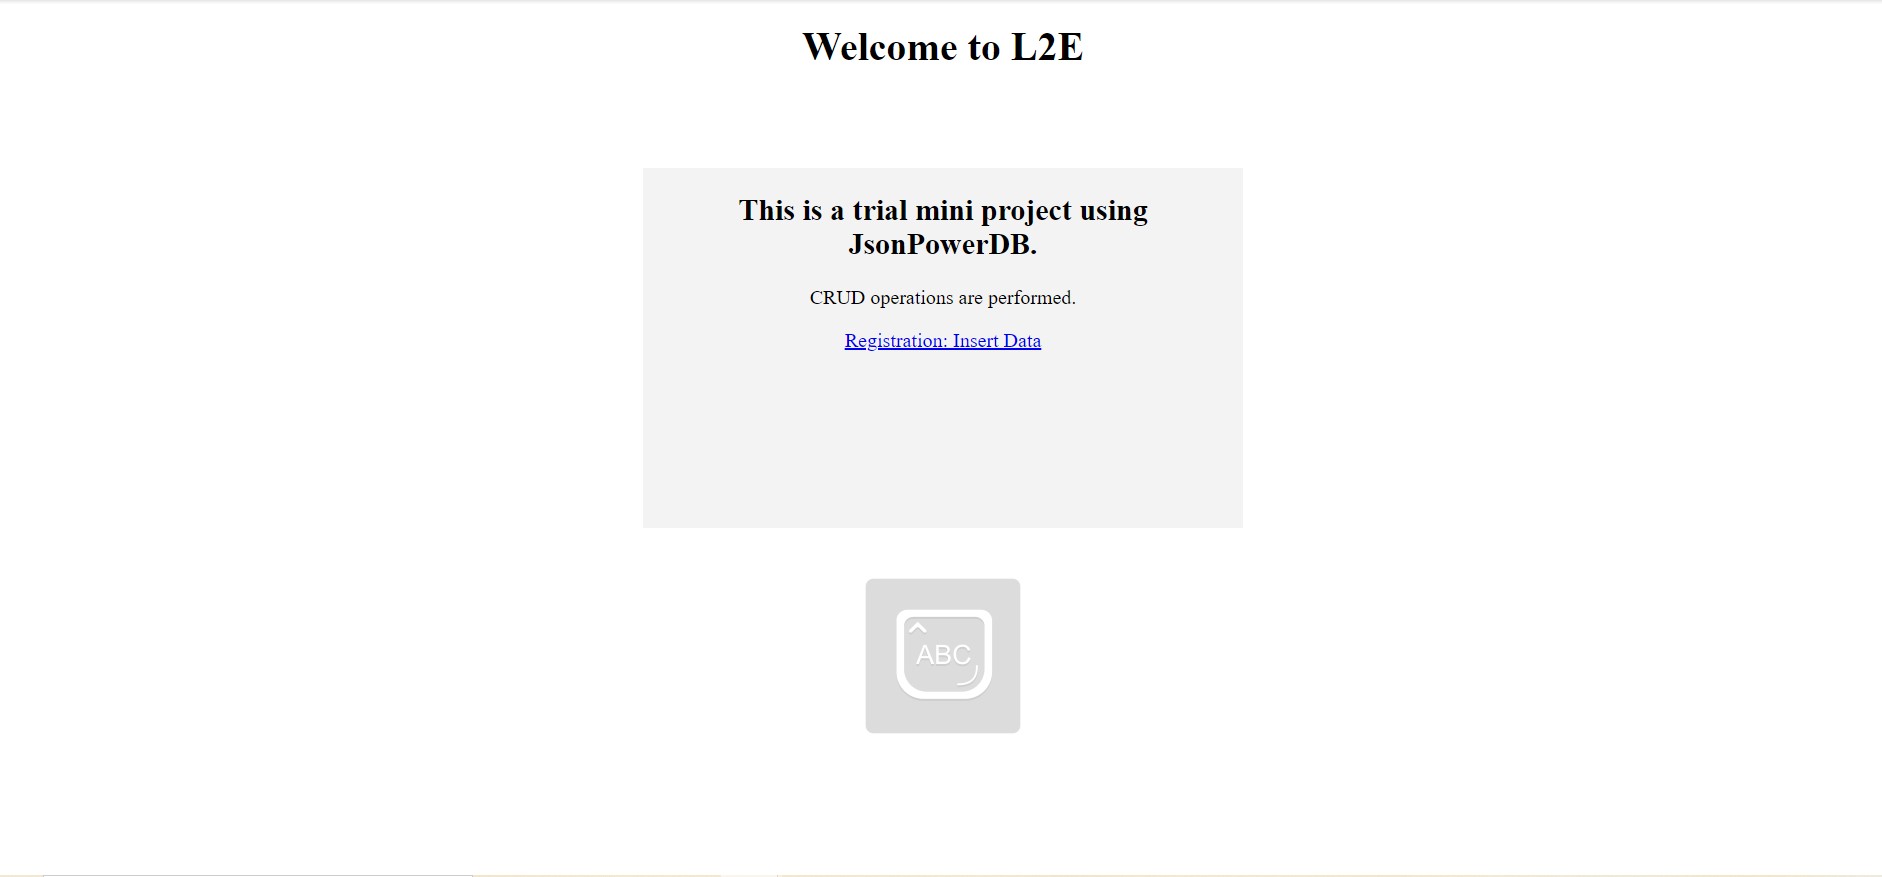 Welcome to L2E
This is a trial mini project using
JsonPowerDB.
CRUD operations are performed.
Registration: Insert Data
ABC